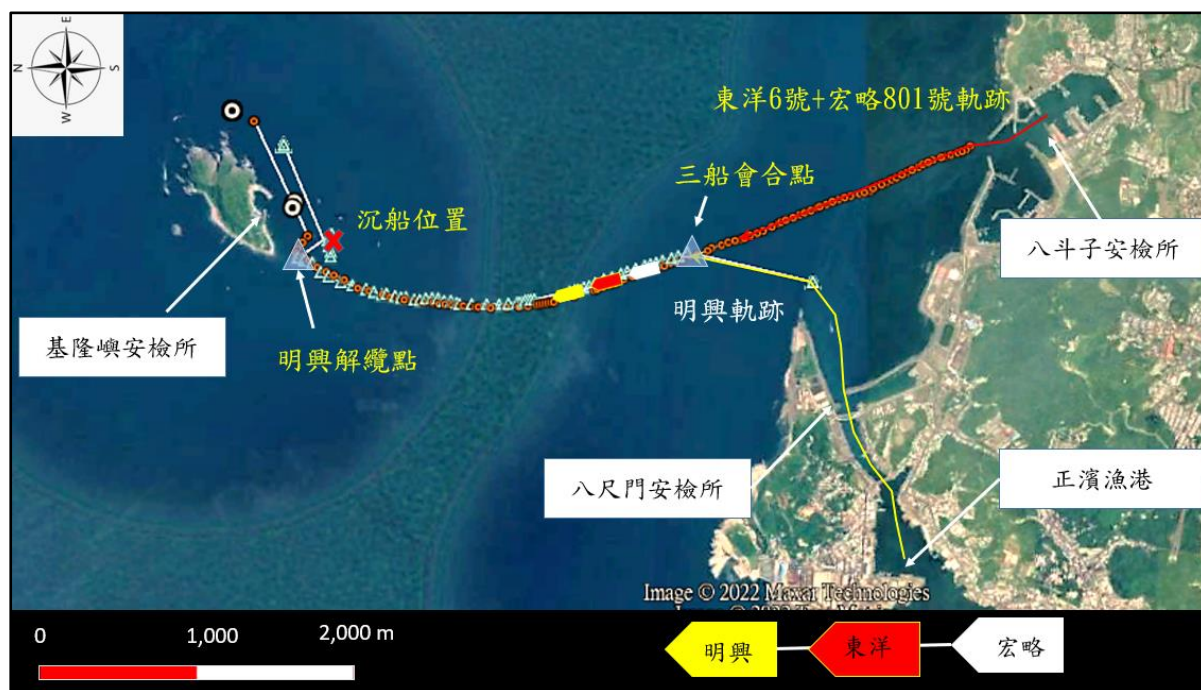 E
N
S
W
東洋6號+宏略801號軌跡
三船會合點
沉船位置
八斗子安檢所
明興軌跡
基隆嶼安檢所
明興解纜點
八尺門安檢所
正濱漁港
Image © 2022 Maxar Technologies
0
1,000
2,000 m
明興
東洋
宏略